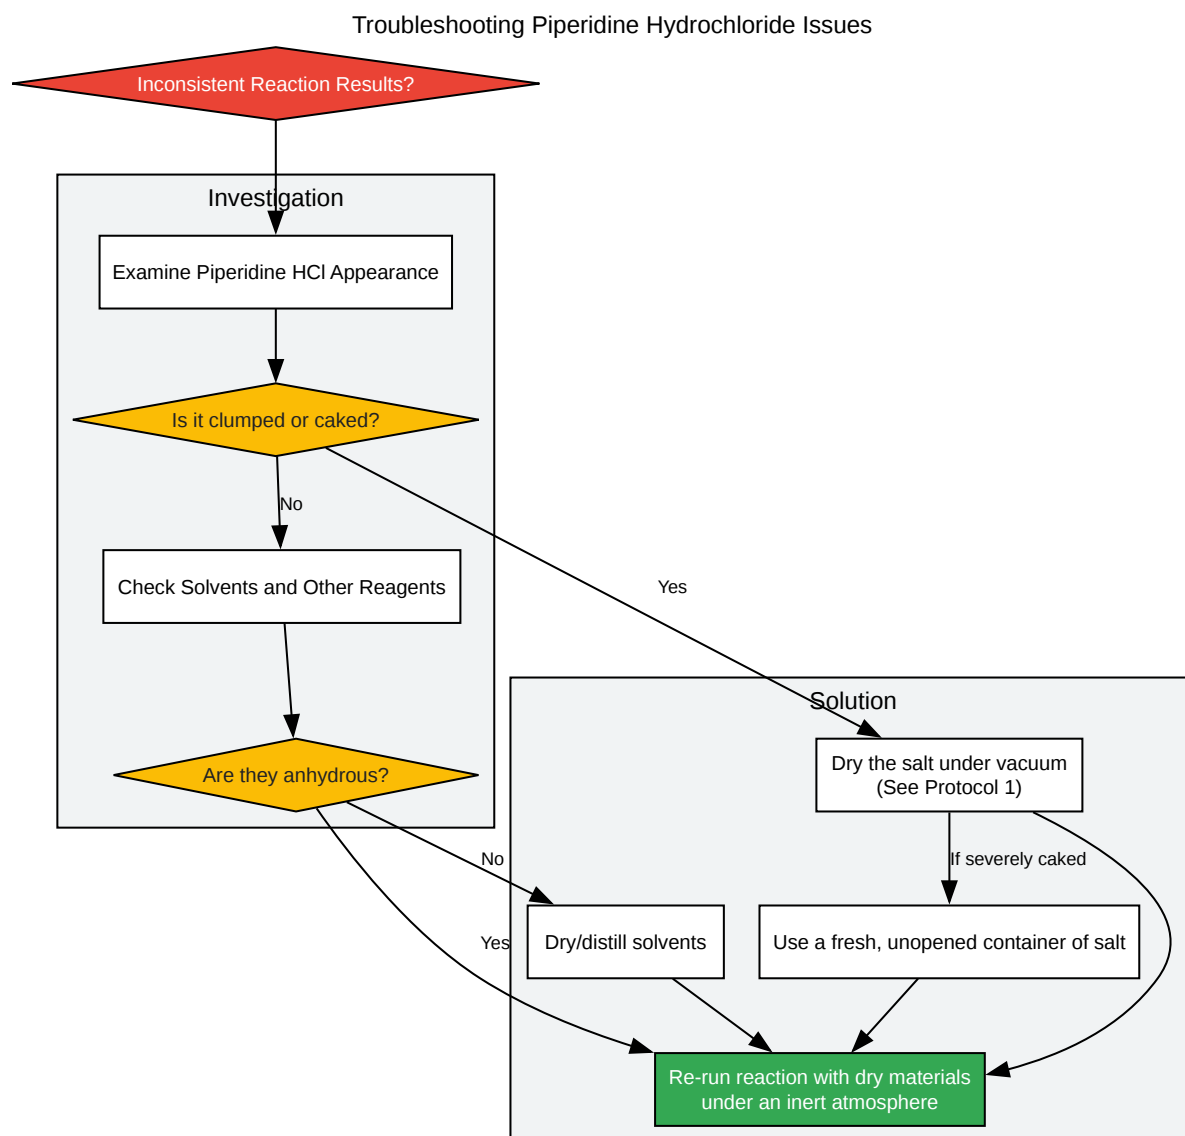 Troubleshooting Piperidine Hydrochloride Issues
Inconsistent Reaction Results?
Investigation
Examine Piperidine HCl Appearance
Is it clumped or caked?
No
Check Solvents and Other Reagents
Yes
Are they anhydrous?
Solution
Dry the salt under vacuum
(See Protocol 1)
No
If severely caked
Yes
Dry/distill solvents
Use a fresh, unopened container of salt
Re-run reaction with dry materials
under an inert atmosphere